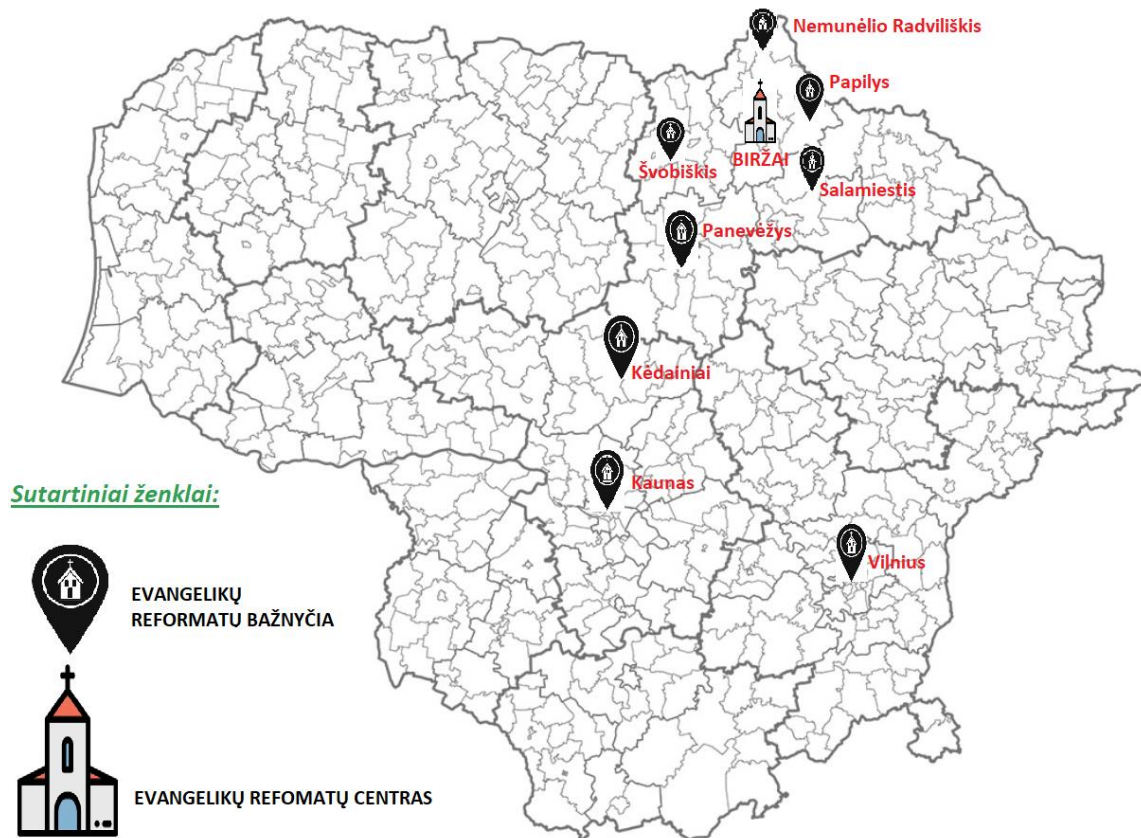 Nemunėlio Radviliškis
Papilys
BIRŽAI
Švobiškis
Salamiestis
Panevėžys
Kėdainiai
Kaunas
Vilnius
Sutartiniai ženklai:
EVANGELIKŲ
REFORMATŲ BAŽNYČIA
EVANGELIKŲ REFOMATŲ CENTRAS